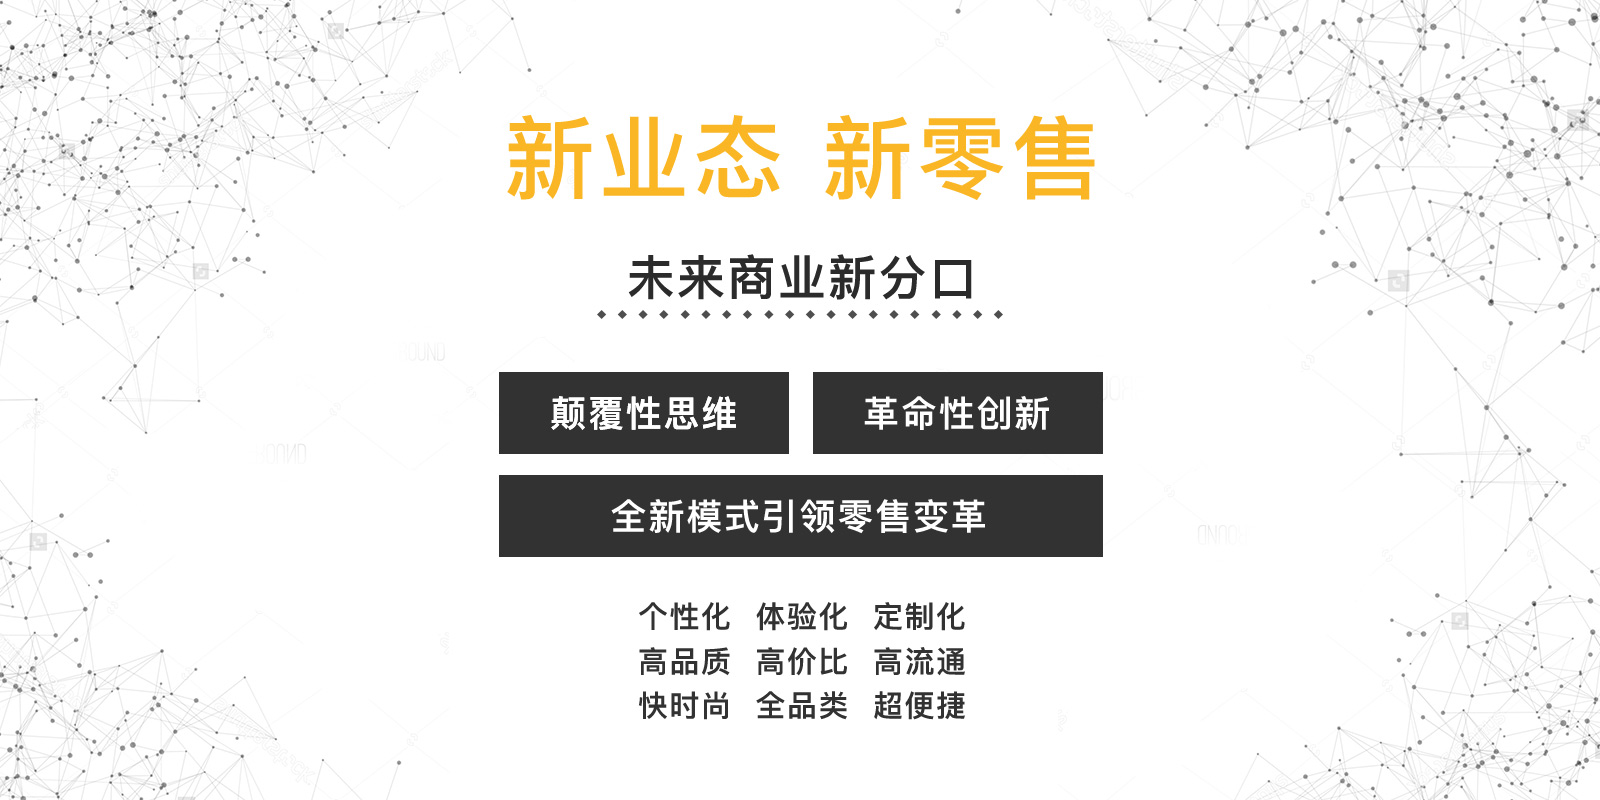 新业态 新零售
未来商业新分口
颠覆性思维 革命性创新
全新模式引领零售变革
个性化 体验化 定制化
高品质 高价比 高流通
快时尚 全品类 超便捷